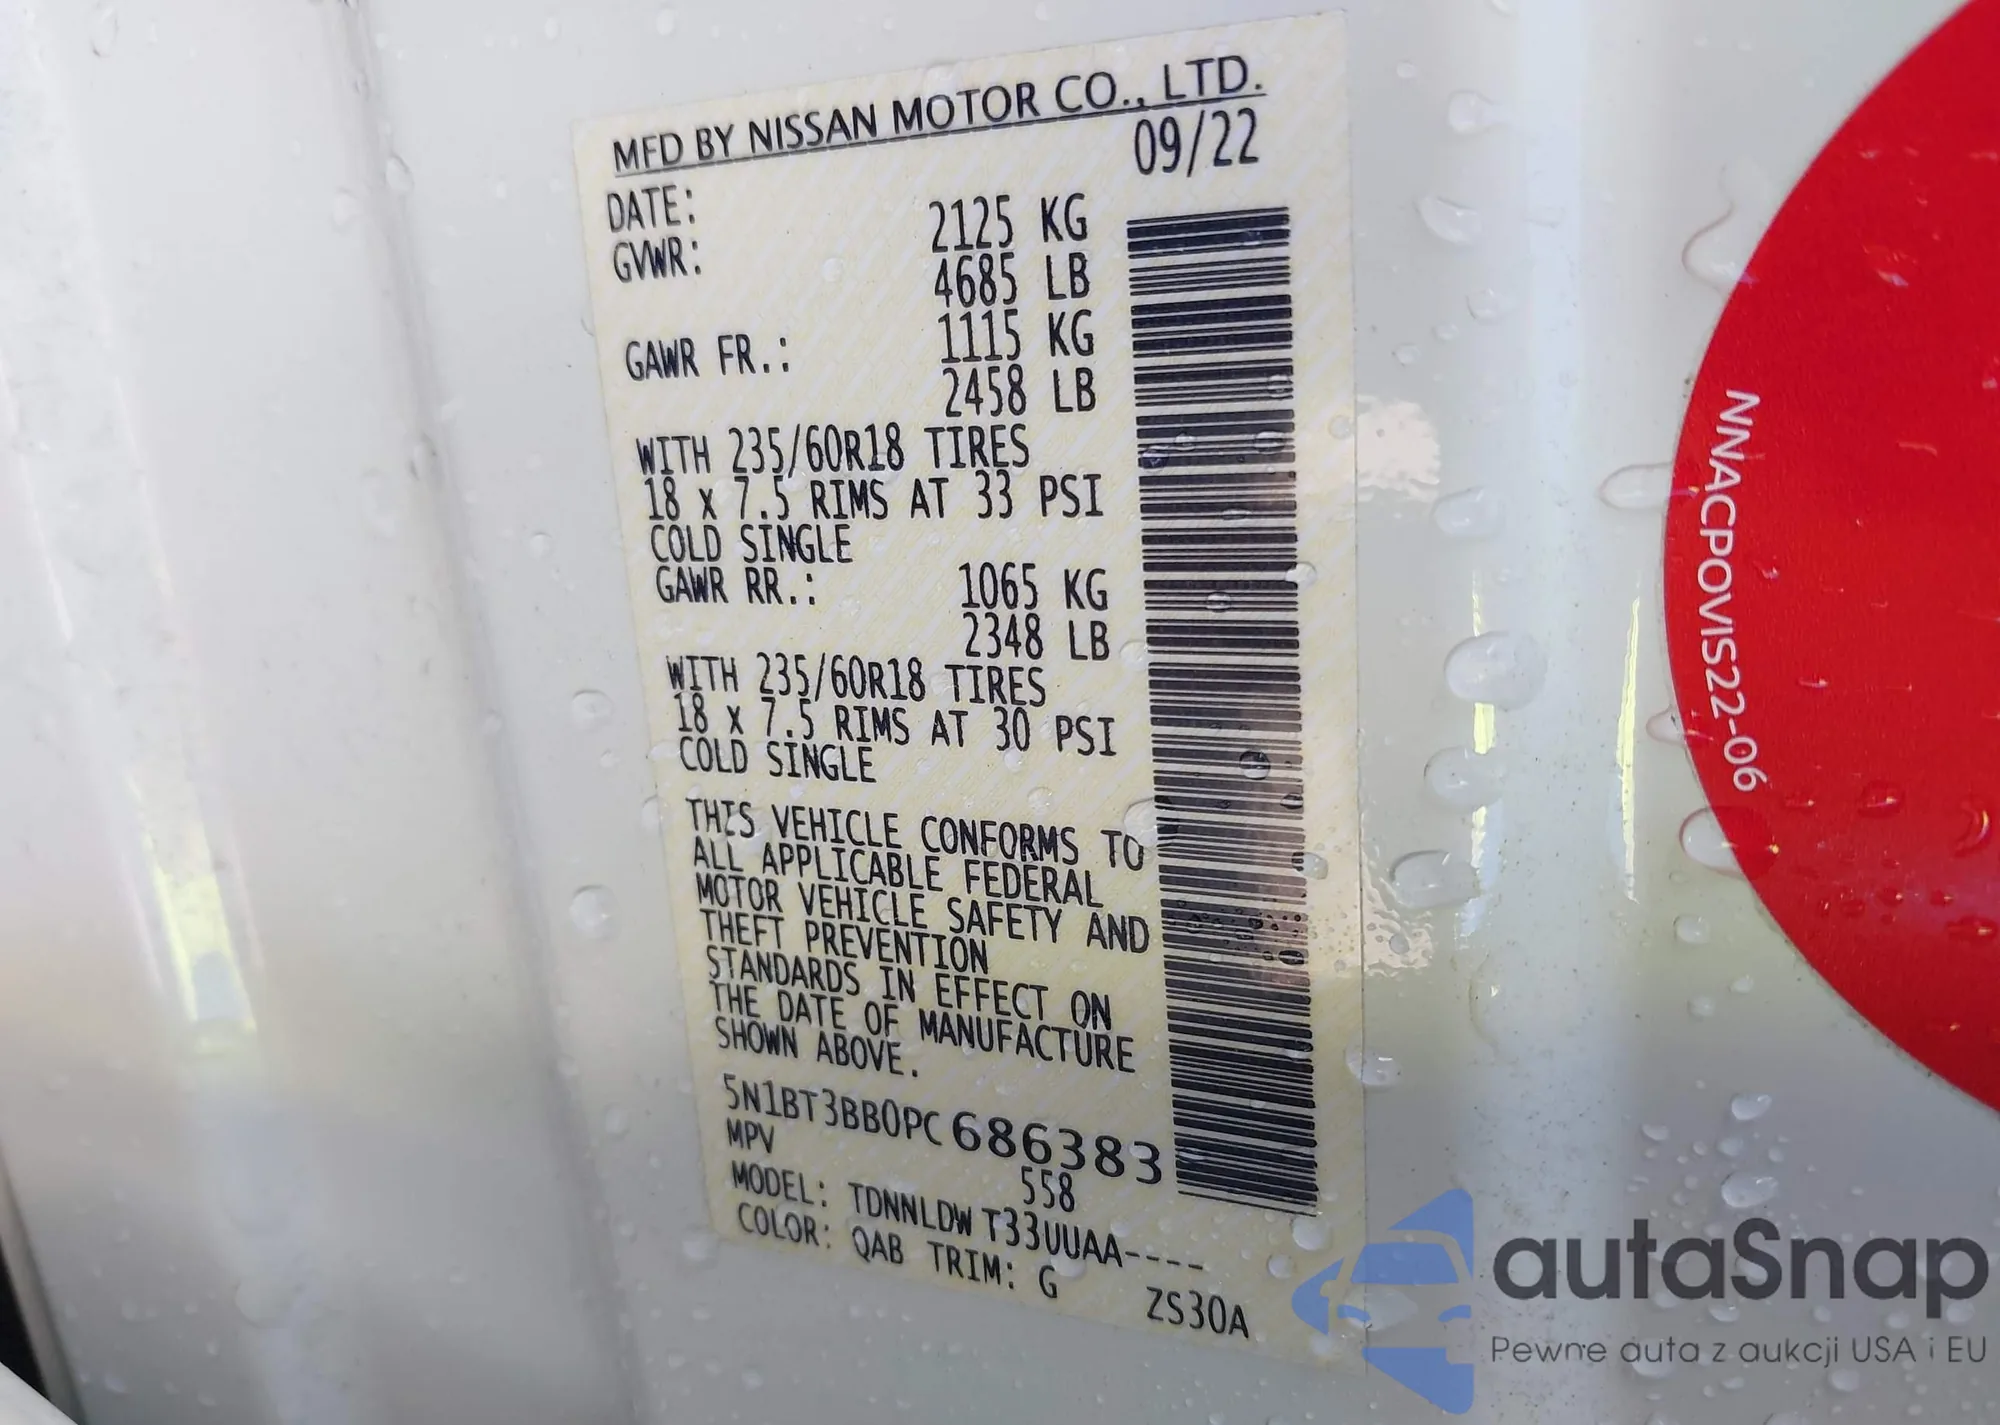 MFD BY NISSAN MOTOR CO., LTD.
DATE: 09/22
GVWR: 2125 KG
4685 LB
GAWR FR.: 1115 KG
2458 LB
WITH 235/60R18 TIRES
18 x 7.5 RIMS AT 33 PSI
COLD SINGLE
GAWR RR.: 1065 KG
2348 LB
WITH 235/60R18 TIRES
18 x 7.5 RIMS AT 30 PSI
COLD SINGLE
THIS VEHICLE CONFORMS TO
ALL APPLICABLE FEDERAL
MOTOR VEHICLE SAFETY AND
THEFT PREVENTION
STANDARDS IN EFFECT ON
THE DATE OF MANUFACTURE
SHOWN ABOVE.
5N1BT3BB0PC686383
MPV 558
MODEL: TDNNLDW T33UUAA----
COLOR: QAB TRIM: G ZS30A
NNACPOVIS22-06
autaSnap
Pewne auta z aukcji USA i EU